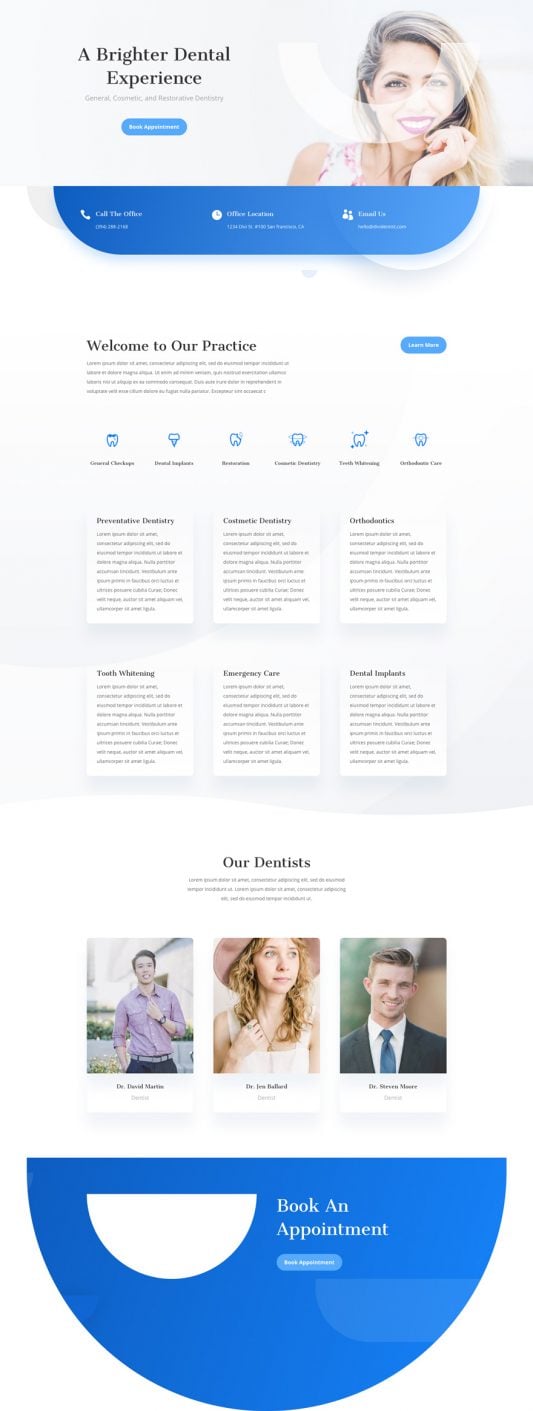 A Brighter Dental
Experience
General, Cosmetic, and Restorative Dentistry
Book Appointment
Call The Office
(394) 288-2168
Office Location
1234 Divi St. #100 San Francisco, CA
Email Us
hello@dividentist.com
Welcome to Our Practice
Learn More
Lorem ipsum dolor sit amet, consectetur adipiscing elit, sed do eiusmod tempor incididunt ut
labore et dolore magna aliqua. Ut enim ad minim veniam, quis nostrud exercitation ullamco
laboris nisi ut aliquip ex ea commodo consequat. Duis aute irure dolor in reprehenderit in
voluptate velit esse cillum dolore eu fugiat nulla pariatur. Excepteur sint occaecat c
General Checkups
Dental Implants
Restoration
Cosmetic Dentistry
Teeth Whitening
Orthodontic Care
Preventative Dentistry
Lorem ipsum dolor sit amet,
consectetur adipiscing elit, sed do
eiusmod tempor incididunt ut labore et
dolore magna aliqua. Nulla porttitor
accumsan tincidunt. Vestibulum ante
ipsum primis in faucibus orci luctus et
ultrices posuere cubilia Curae; Donec
velit neque, auctor sit amet aliquam vel,
ullamcorper sit amet ligula.
Costmetic Dentistry
Lorem ipsum dolor sit amet,
consectetur adipiscing elit, sed do
eiusmod tempor incididunt ut labore et
dolore magna aliqua. Nulla porttitor
accumsan tincidunt. Vestibulum ante
ipsum primis in faucibus orci luctus et
ultrices posuere cubilia Curae; Donec
velit neque, auctor sit amet aliquam vel,
ullamcorper sit amet ligula.
Orthodontics
Lorem ipsum dolor sit amet,
consectetur adipiscing elit, sed do
eiusmod tempor incididunt ut labore et
dolore magna aliqua. Nulla porttitor
accumsan tincidunt. Vestibulum ante
ipsum primis in faucibus orci luctus et
ultrices posuere cubilia Curae; Donec
velit neque, auctor sit amet aliquam vel,
ullamcorper sit amet ligula.
Tooth Whitening
Lorem ipsum dolor sit amet,
consectetur adipiscing elit, sed do
eiusmod tempor incididunt ut labore et
dolore magna aliqua. Nulla porttitor
accumsan tincidunt. Vestibulum ante
ipsum primis in faucibus orci luctus et
ultrices posuere cubilia Curae; Donec
velit neque, auctor sit amet aliquam vel,
ullamcorper sit amet ligula.
Emergency Care
Lorem ipsum dolor sit amet,
consectetur adipiscing elit, sed do
eiusmod tempor incididunt ut labore et
dolore magna aliqua. Nulla porttitor
accumsan tincidunt. Vestibulum ante
ipsum primis in faucibus orci luctus et
ultrices posuere cubilia Curae; Donec
velit neque, auctor sit amet aliquam vel,
ullamcorper sit amet ligula.
Dental Implants
Lorem ipsum dolor sit amet,
consectetur adipiscing elit, sed do
eiusmod tempor incididunt ut labore et
dolore magna aliqua. Nulla porttitor
accumsan tincidunt. Vestibulum ante
ipsum primis in faucibus orci luctus et
ultrices posuere cubilia Curae; Donec
velit neque, auctor sit amet aliquam vel,
ullamcorper sit amet ligula.
Our Dentists
Lorem ipsum dolor sit amet, consectetur adipiscing elit, sed do eiusmod
tempor incididunt ut. Lorem ipsum dolor sit amet, consectetur adipiscing
elit, sed do eiusmod tempor incididunt ut.
Dr. David Martin
Dentist
Dr. Jen Ballard
Dentist
Dr. Steven Moore
Dentist
Book An
Appointment
Book Appointment